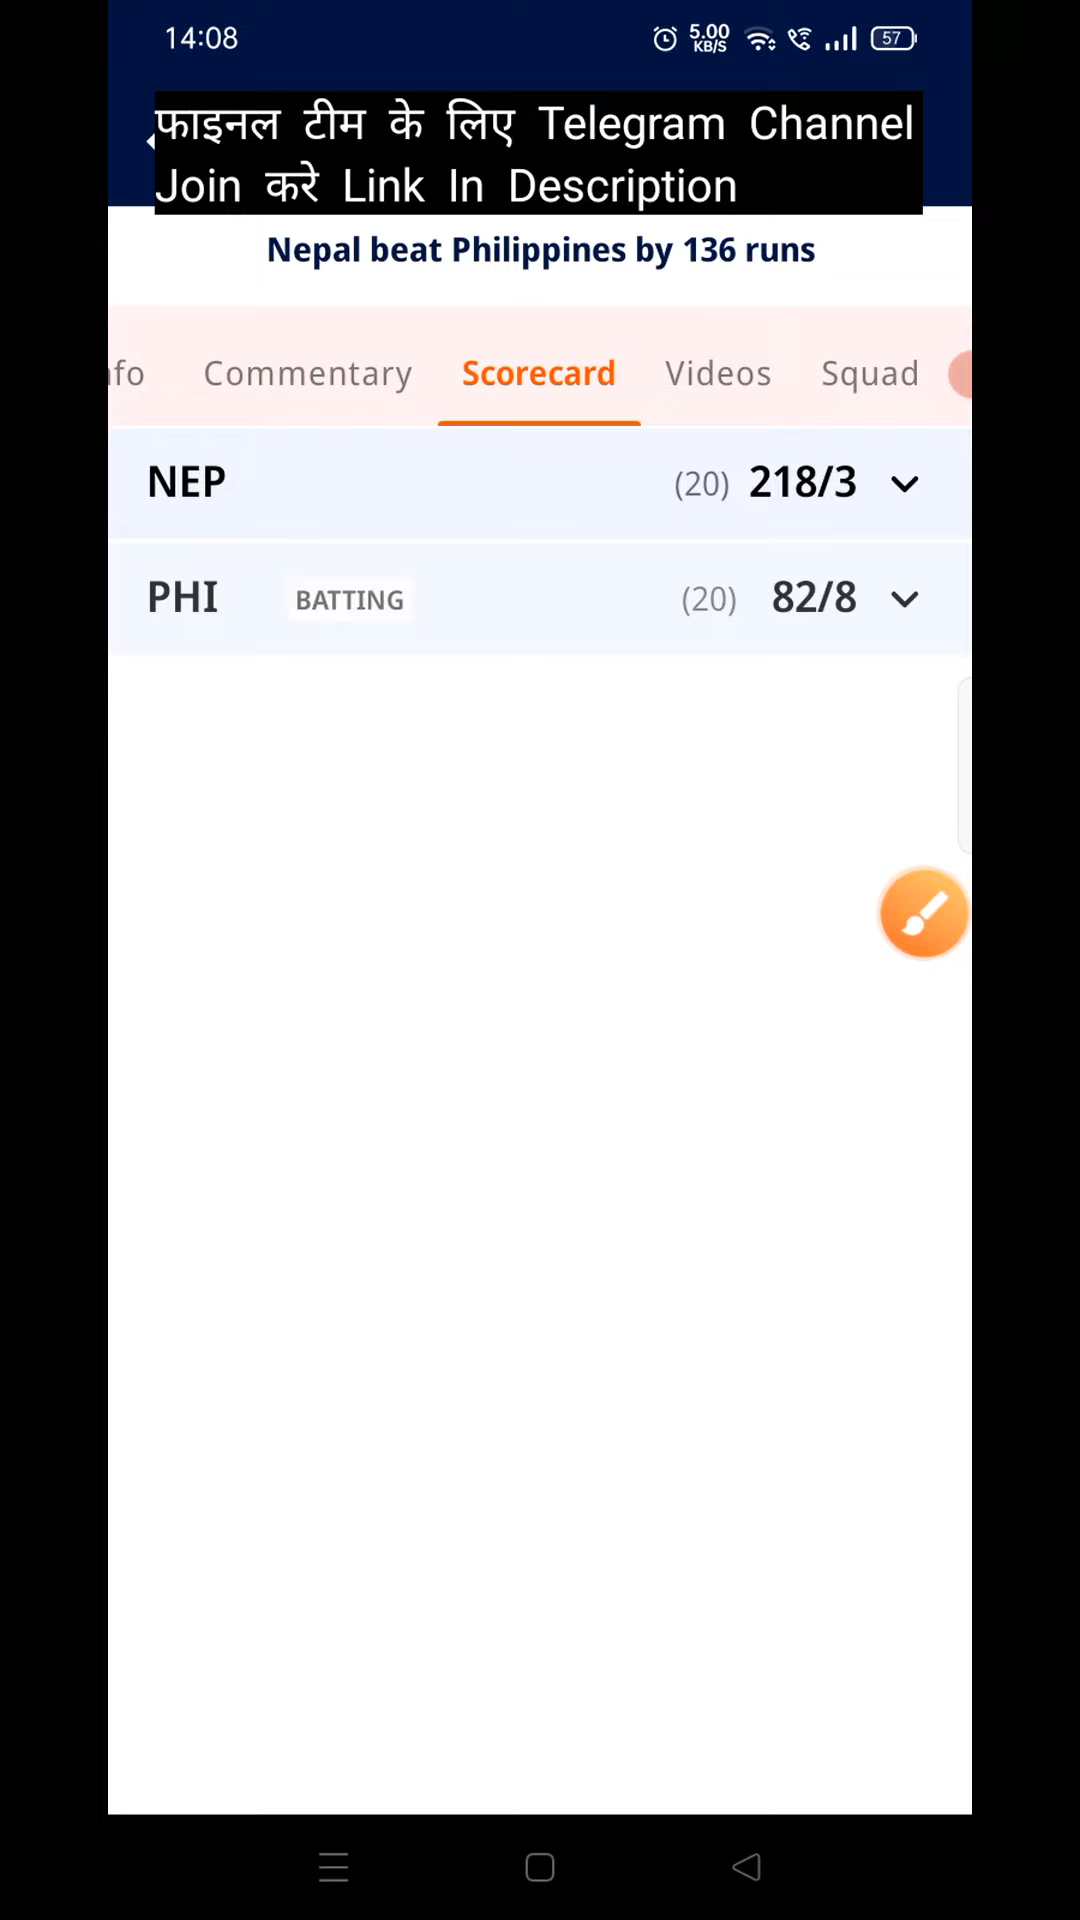 14:08 5.00 KB/S 57
फाइनल टीम के लिए Telegram Channel
Join करे Link In Description
Nepal beat Philippines by 136 runs
nfo Commentary Scorecard Videos Squad
NEP (20) 218/3
PHI BATTING (20) 82/8